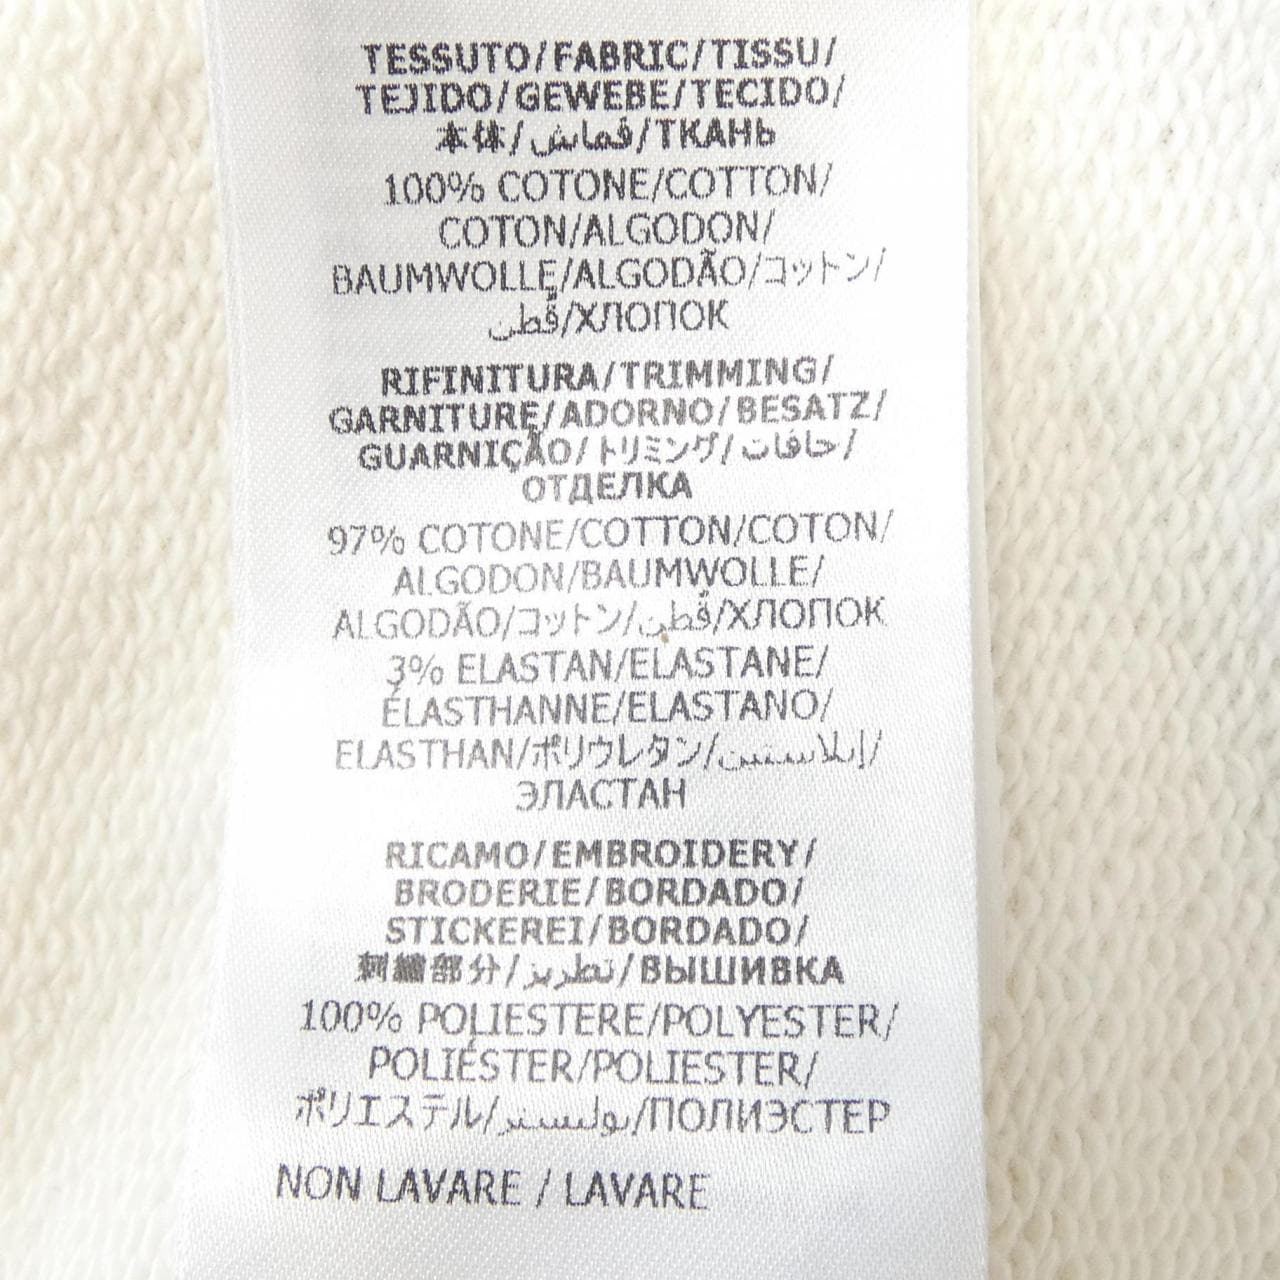 TESSUTO/FABRIC/TISSU/
TEJIDO/GEWEBE/TECIDO/
本体/قماش/ТКАНЬ
100% COTONE/COTTON/
COTON/ALGODON/
BAUMWOLLE/ALGODÃO/コットン/
قُطن/ХЛОПОК
RIFINITURA/TRIMMING/
GARNITURE/ADORNO/BESATZ/
GUARNIÇÃO/トリミング/حافات/
ОТДЕЛКА
97% COTONE/COTTON/COTON/
ALGODON/BAUMWOLLE/
ALGODÃO/コットン/قُطن/ХЛОПОК
3% ELASTAN/ELASTANE/
ÉLASTHANNE/ELASTANO/
ELASTHAN/ポリウレタン/إيلاستين/
ЭЛАСТАН
RICAMO/EMBROIDERY/
BRODERIE/BORDADO/
STICKEREI/BORDADO/
刺繍部分/تطريز/ВЫШИВКА
100% POLIESTERE/POLYESTER/
POLIÉSTER/POLIESTER/
ポリエステル/بوليستر/ПОЛИЭСТЕР
NON LAVARE / LAVARE